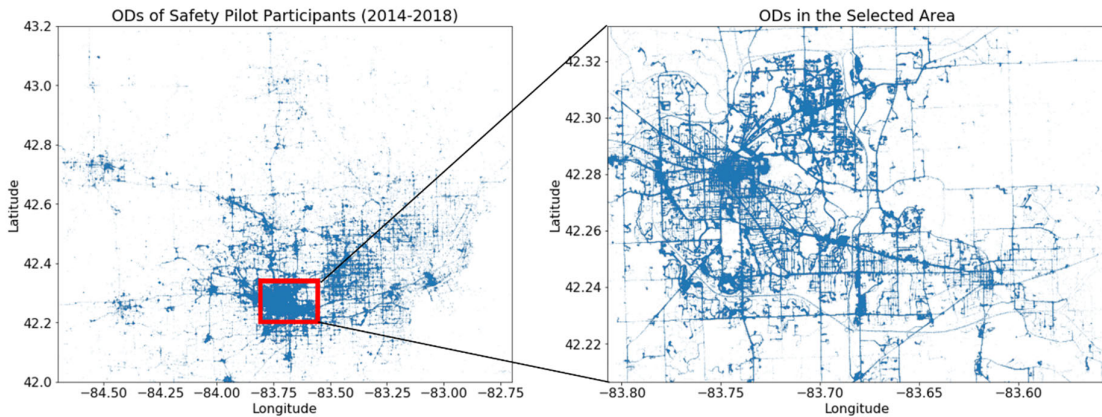 ODs of Safety Pilot Participants (2014-2018)
43.2
43.0
42.8
42.6
42.4
42.2
42.0
Latitude
−84.50 −84.25 −84.00 −83.75 −83.50 −83.25 −83.00 −82.75
Longitude
ODs in the Selected Area
42.32
42.30
42.28
42.26
42.24
42.22
Latitude
−83.80 −83.75 −83.70 −83.65 −83.60
Longitude